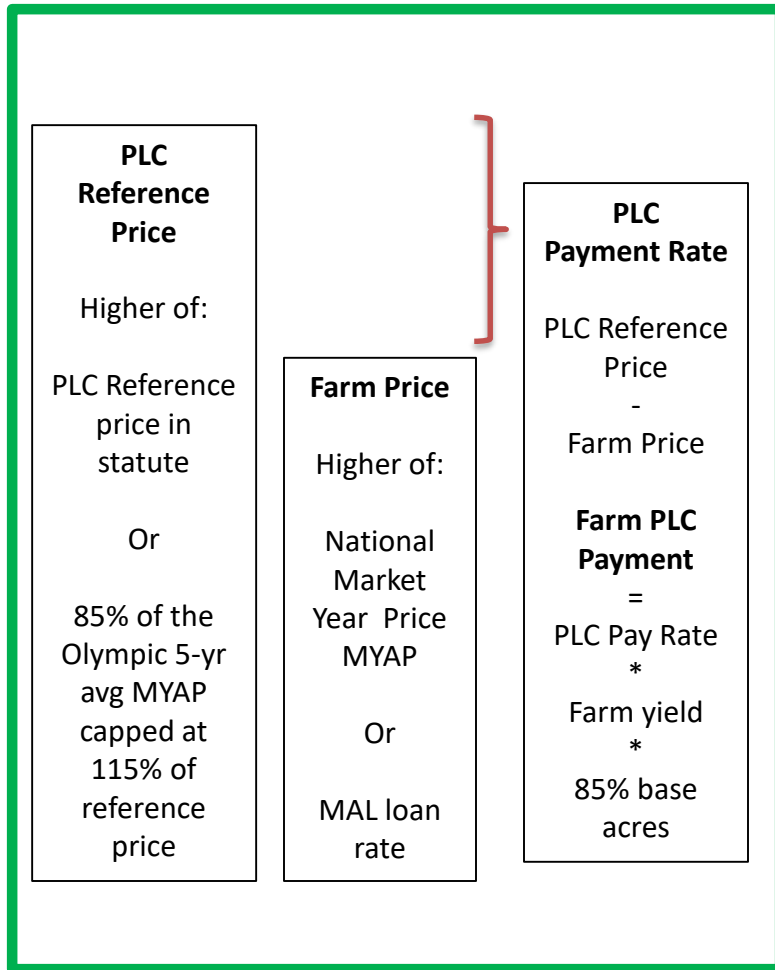 PLC
Reference
Price
Higher of:
PLC Reference
price in
statute
Or
85% of the
Olympic 5-yr
avg MYAP
capped at
115% of
reference
price
Farm Price
Higher of:
National
Market
Year Price
MYAP
Or
MAL loan
rate
PLC
Payment Rate
PLC Reference
Price
-
Farm Price
Farm PLC
Payment
=
PLC Pay Rate
*
Farm yield
*
85% base
acres